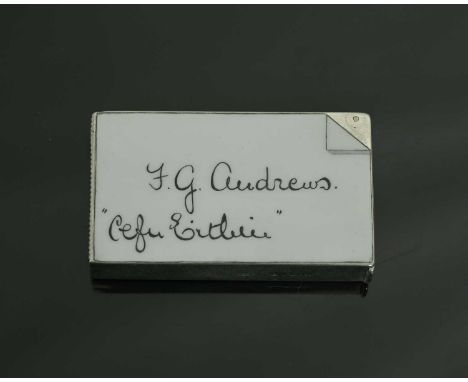 F. G. Andrews.
"Cefn Eithin"